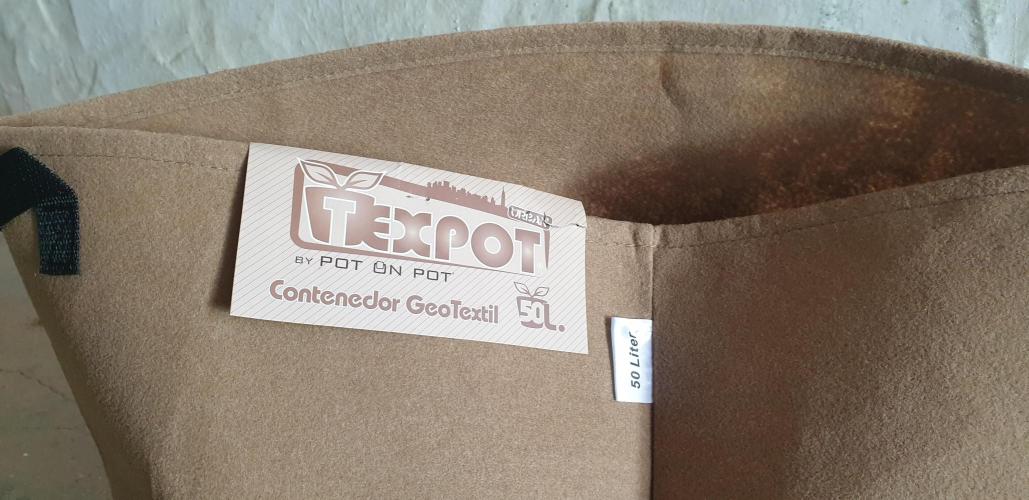 URBAN
TEXPOT
BY POT ON POT
Contenedor GeoTextil 50L.
50 Liter